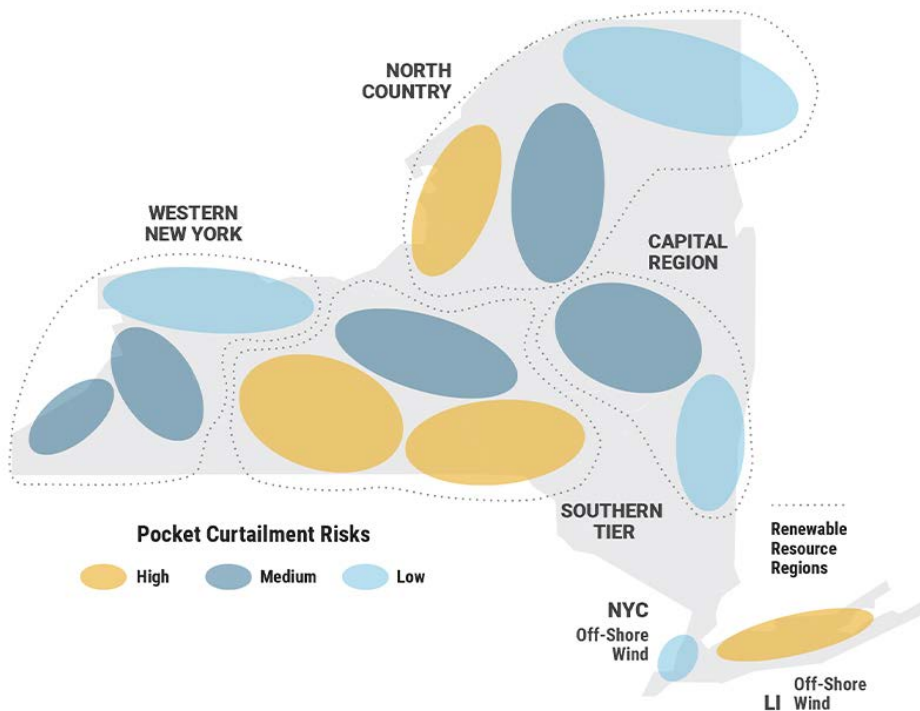 NORTH
COUNTRY
WESTERN
NEW YORK
CAPITAL
REGION
SOUTHERN
TIER
Pocket Curtailment Risks
High
Medium
Low
Renewable
Resource
Regions
NYC
Off-Shore
Wind
LI
Off-Shore
Wind